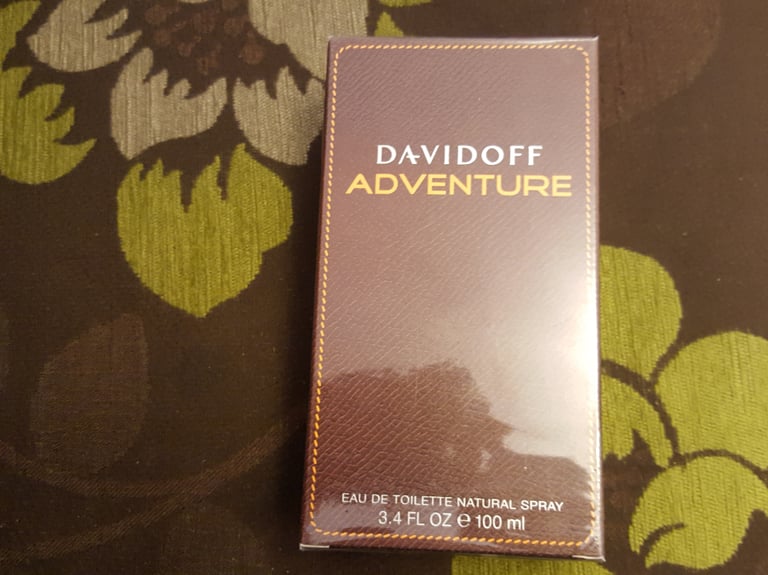 DAVIDOFF
ADVENTURE
EAU DE TOILETTE NATURAL SPRAY
3.4 FL OZ ℮ 100 ml